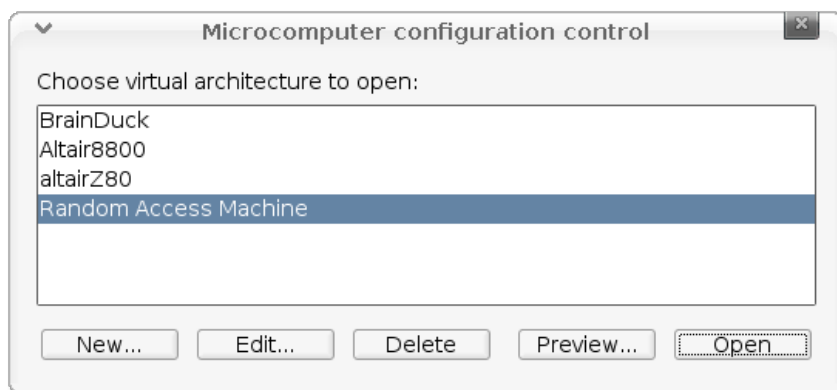 Microcomputer configuration control
Choose virtual architecture to open:
BrainDuck
Altair8800
altairZ80
Random Access Machine
New... Edit... Delete Preview... Open